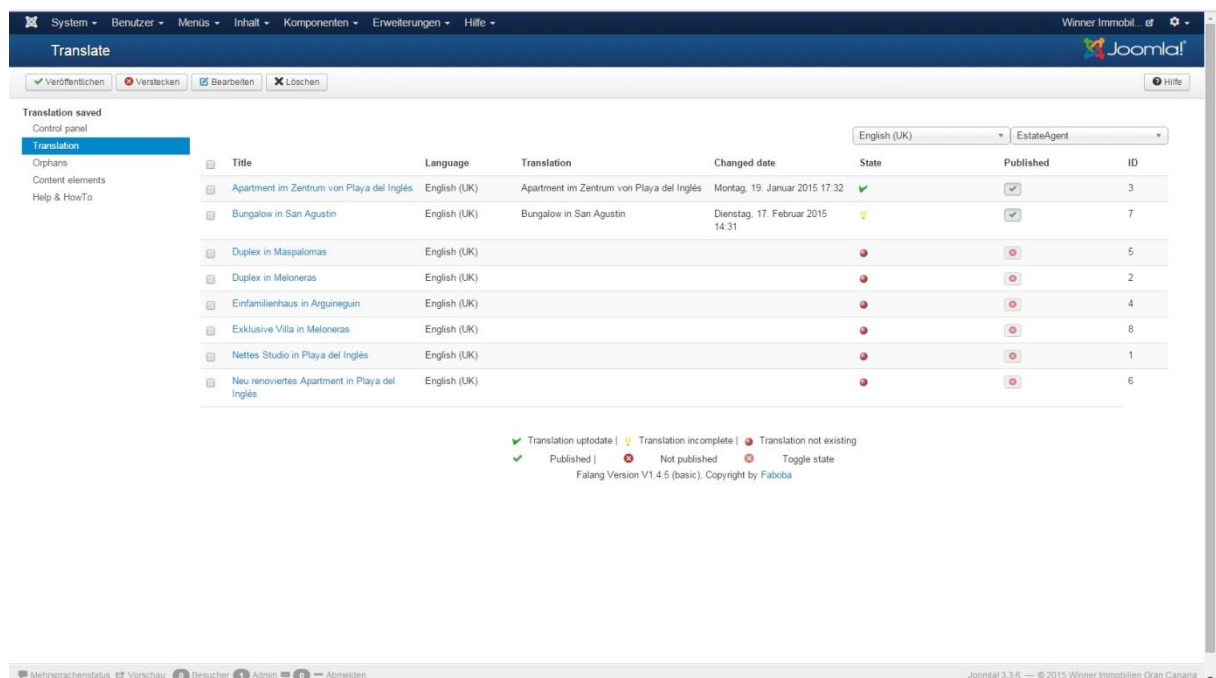 System Benutzer Menüs Inhalt Komponenten Erweiterungen Hilfe Winner Immobil...
Translate Joomla!
Veröffentlichen Verstecken Bearbeiten Löschen Hilfe
Translation saved
Control panel
Translation
Orphans
Content elements
Help & HowTo
English (UK) EstateAgent
Title Language Translation Changed date State Published ID
Apartment im Zentrum von Playa del Inglés English (UK) Apartment im Zentrum von Playa del Inglés Montag, 19. Januar 2015 17:32 3
Bungalow in San Agustin English (UK) Bungalow in San Agustin Dienstag, 17. Februar 2015 7
14:31
Duplex in Maspalomas English (UK) 5
Duplex in Meloneras English (UK) 2
Einfamilienhaus in Arguineguin English (UK) 4
Exklusive Villa in Meloneras English (UK) 8
Nettes Studio in Playa del Inglés English (UK) 1
Neu renoviertes Apartment in Playa del English (UK) 6
Inglés
Translation uptodate | Translation incomplete | Translation not existing
Published | Not published Toggle state
Falang Version V1.4.5 (basic), Copyright by Faboba
Mehrsprachenstatus Vorschau 0 Besucher 1 Admin 0 Abmelden Joomla! 3.3.6 — © 2015 Winner Immobilien Gran Canaria